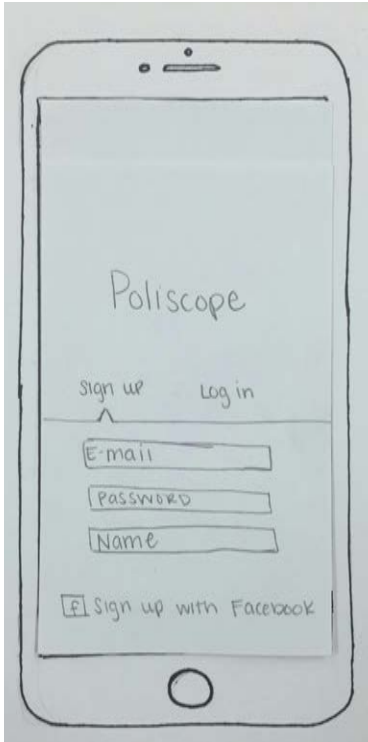 Poliscope
Sign up Log in
E-mail
PASSWORD
Name
f Sign up with Facebook